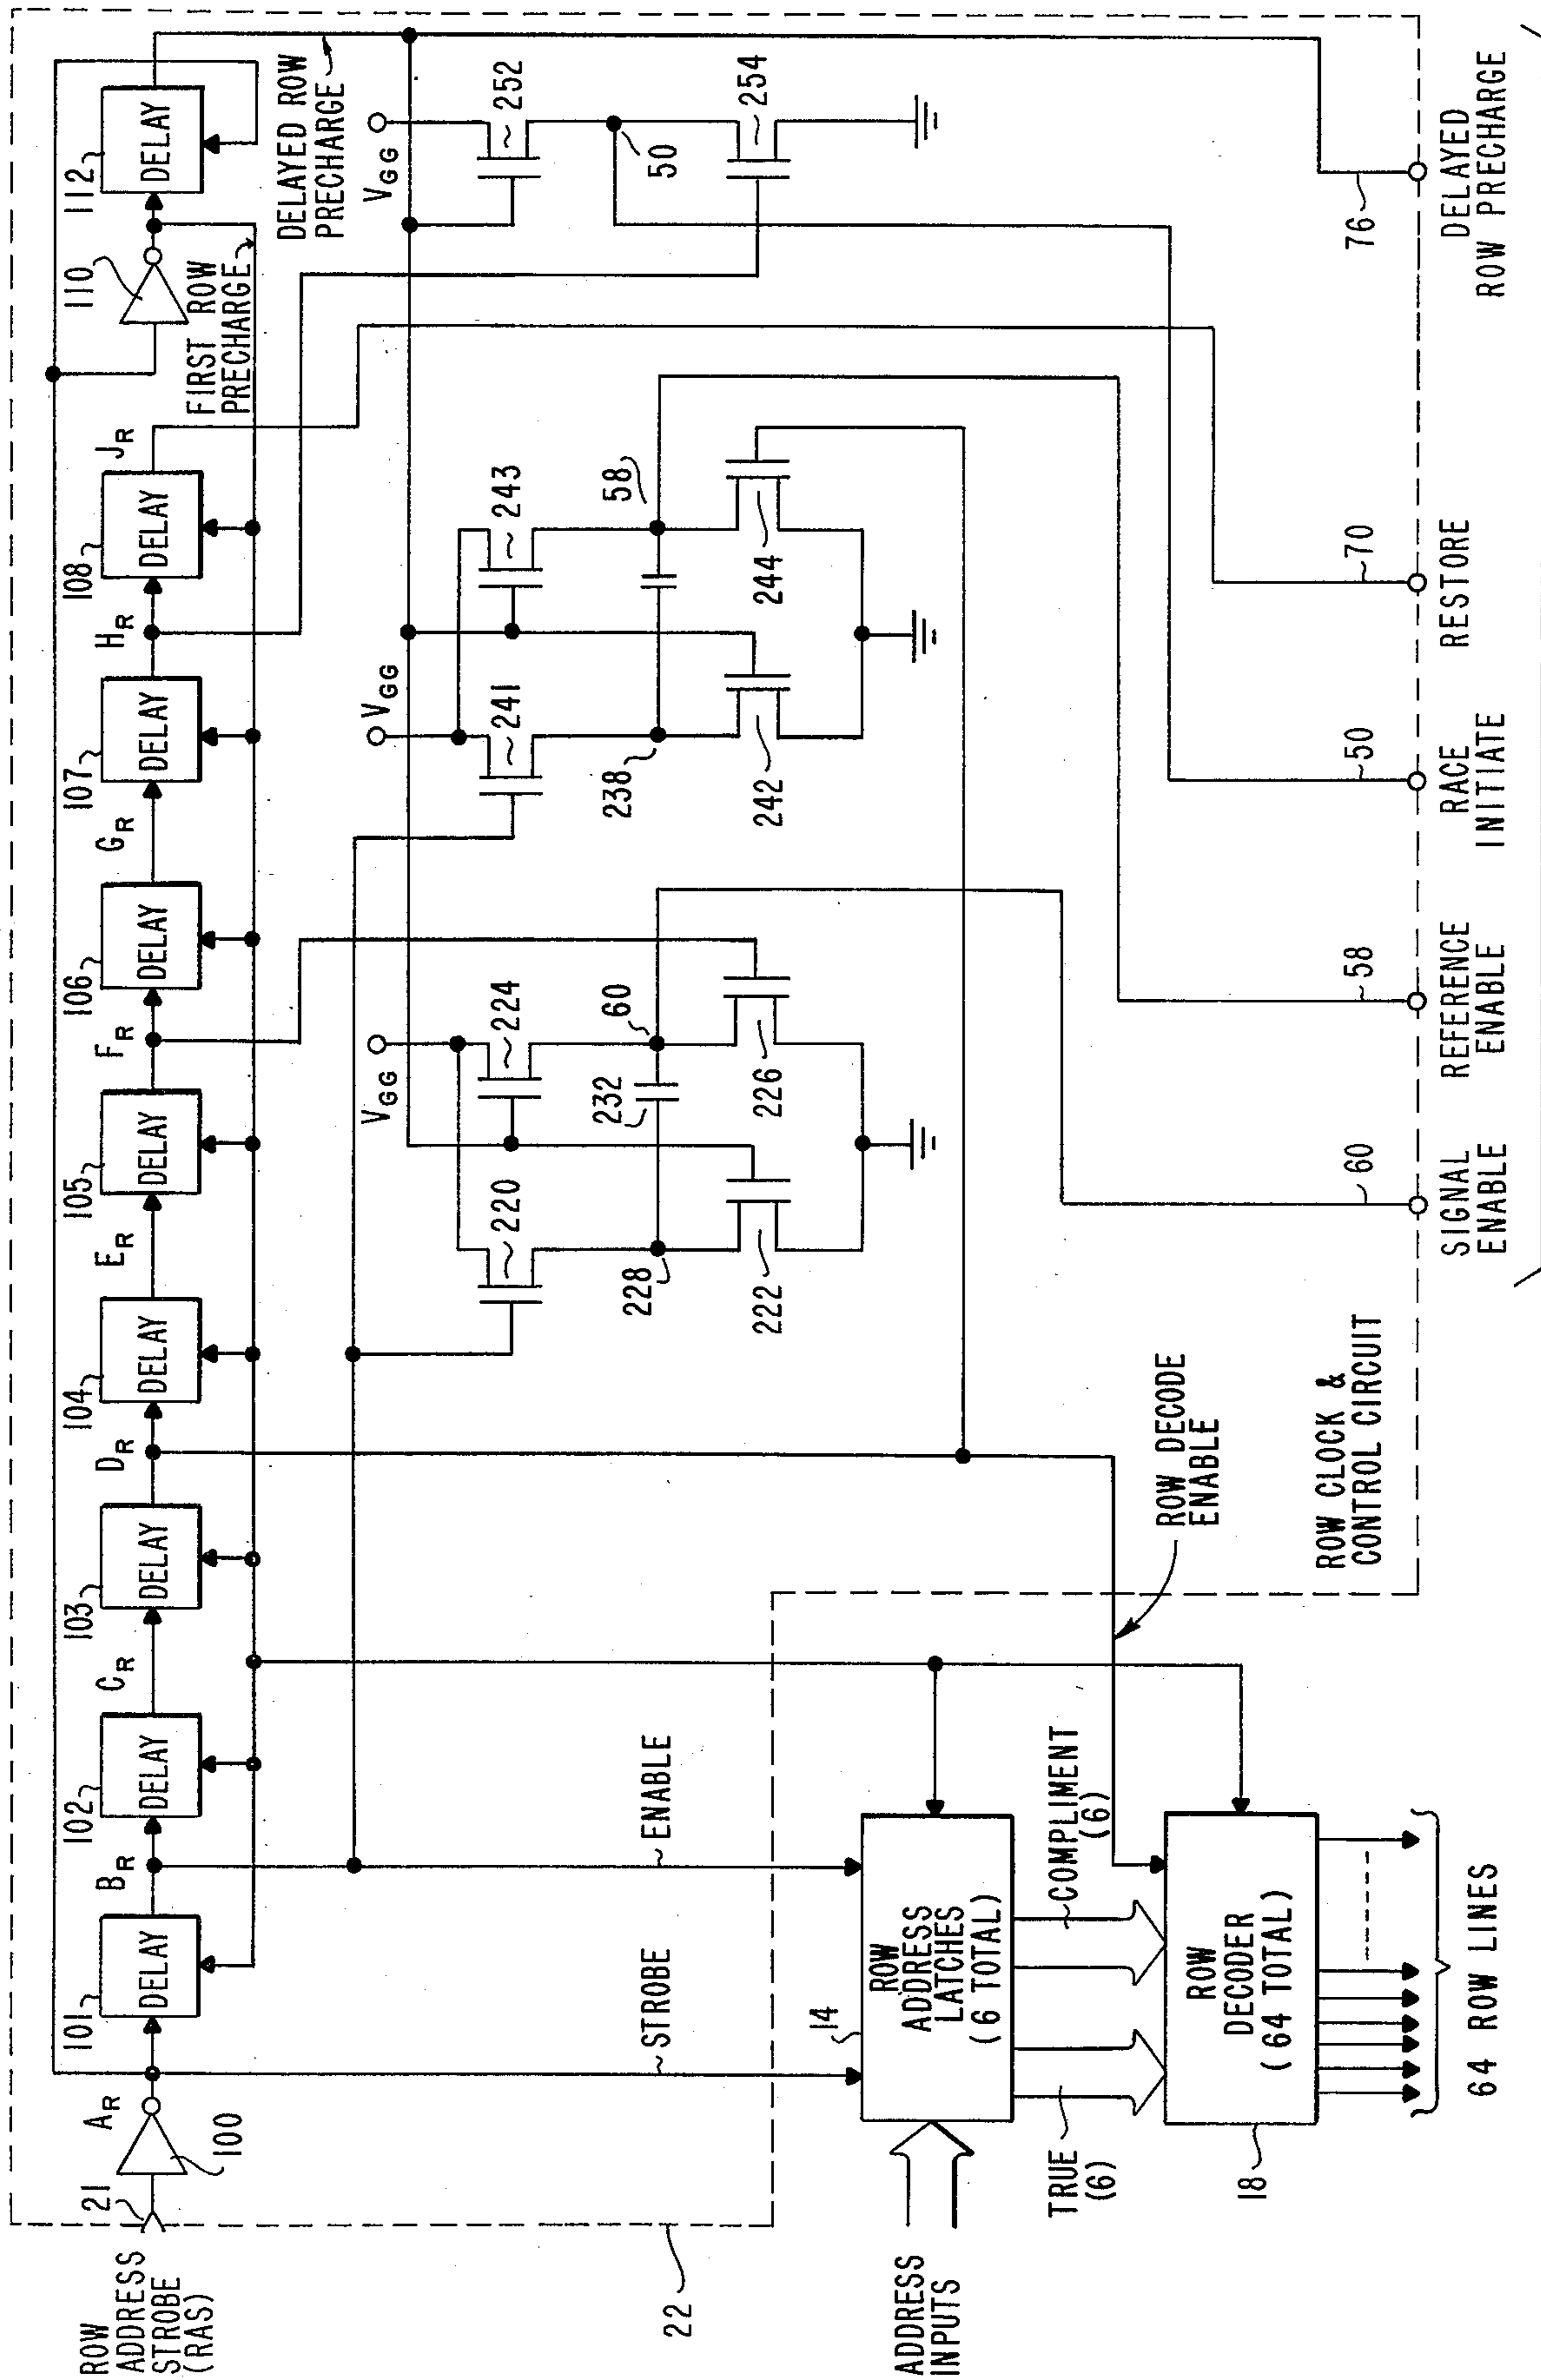 ROW
ADDRESS
STROBE
(RAS)
21
100
A_R
101
DELAY
B_R
102
DELAY
C_R
103
DELAY
D_R
104
DELAY
E_R
105
DELAY
F_R
106
DELAY
G_R
107
DELAY
H_R
108
DELAY
J_R
110
112
DELAY
FIRST ROW
PRECHARGE
DELAYED ROW
PRECHARGE
V_GG
220
224
228
232
60
222
226
V_GG
241
243
238
58
242
244
V_GG
252
50
254
STROBE
ENABLE
22
ADDRESS
INPUTS
14
ROW
ADDRESS
LATCHES
(6 TOTAL)
TRUE
(6)
COMPLIMENT
(6)
18
ROW
DECODER
(64 TOTAL)
64 ROW LINES
ROW DECODE
ENABLE
ROW CLOCK &
CONTROL CIRCUIT
60
SIGNAL
ENABLE
58
REFERENCE
ENABLE
50
RACE
INITIATE
70
RESTORE
76
DELAYED
ROW PRECHARGE